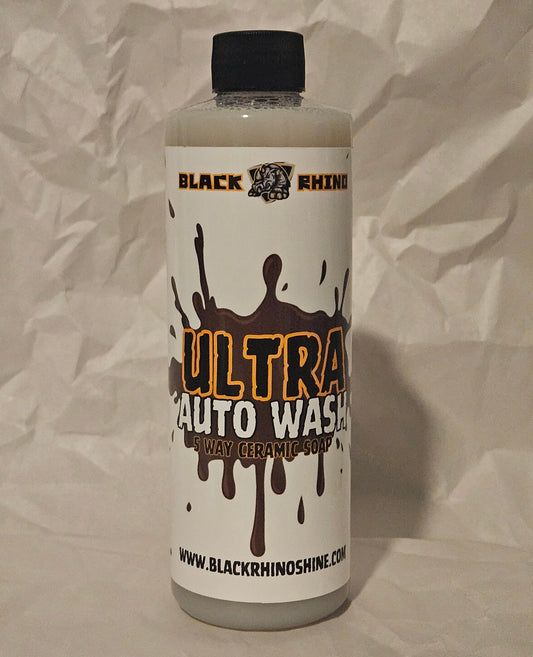 BLACK RHINO
ULTRA
AUTO WASH
5 WAY CERAMIC SOAP
WWW.BLACKRHINOSHINE.COM